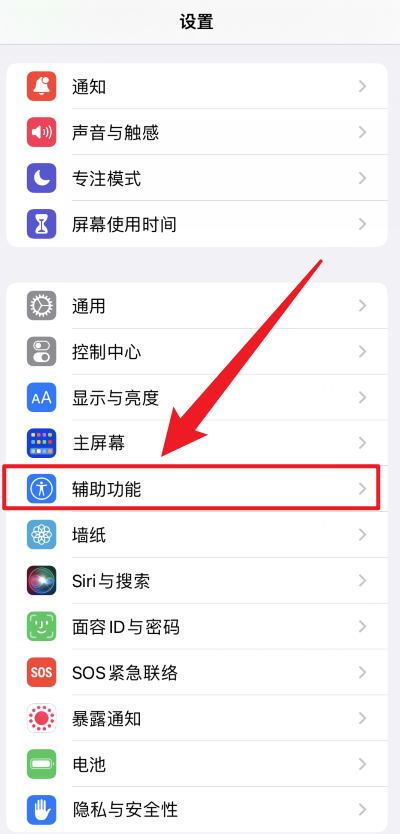 设置
通知
声音与触感
专注模式
屏幕使用时间
通用
控制中心
AA 显示与亮度
主屏幕
辅助功能
墙纸
Siri与搜索
面容ID与密码
SOS SOS紧急联络
暴露通知
电池
隐私与安全性